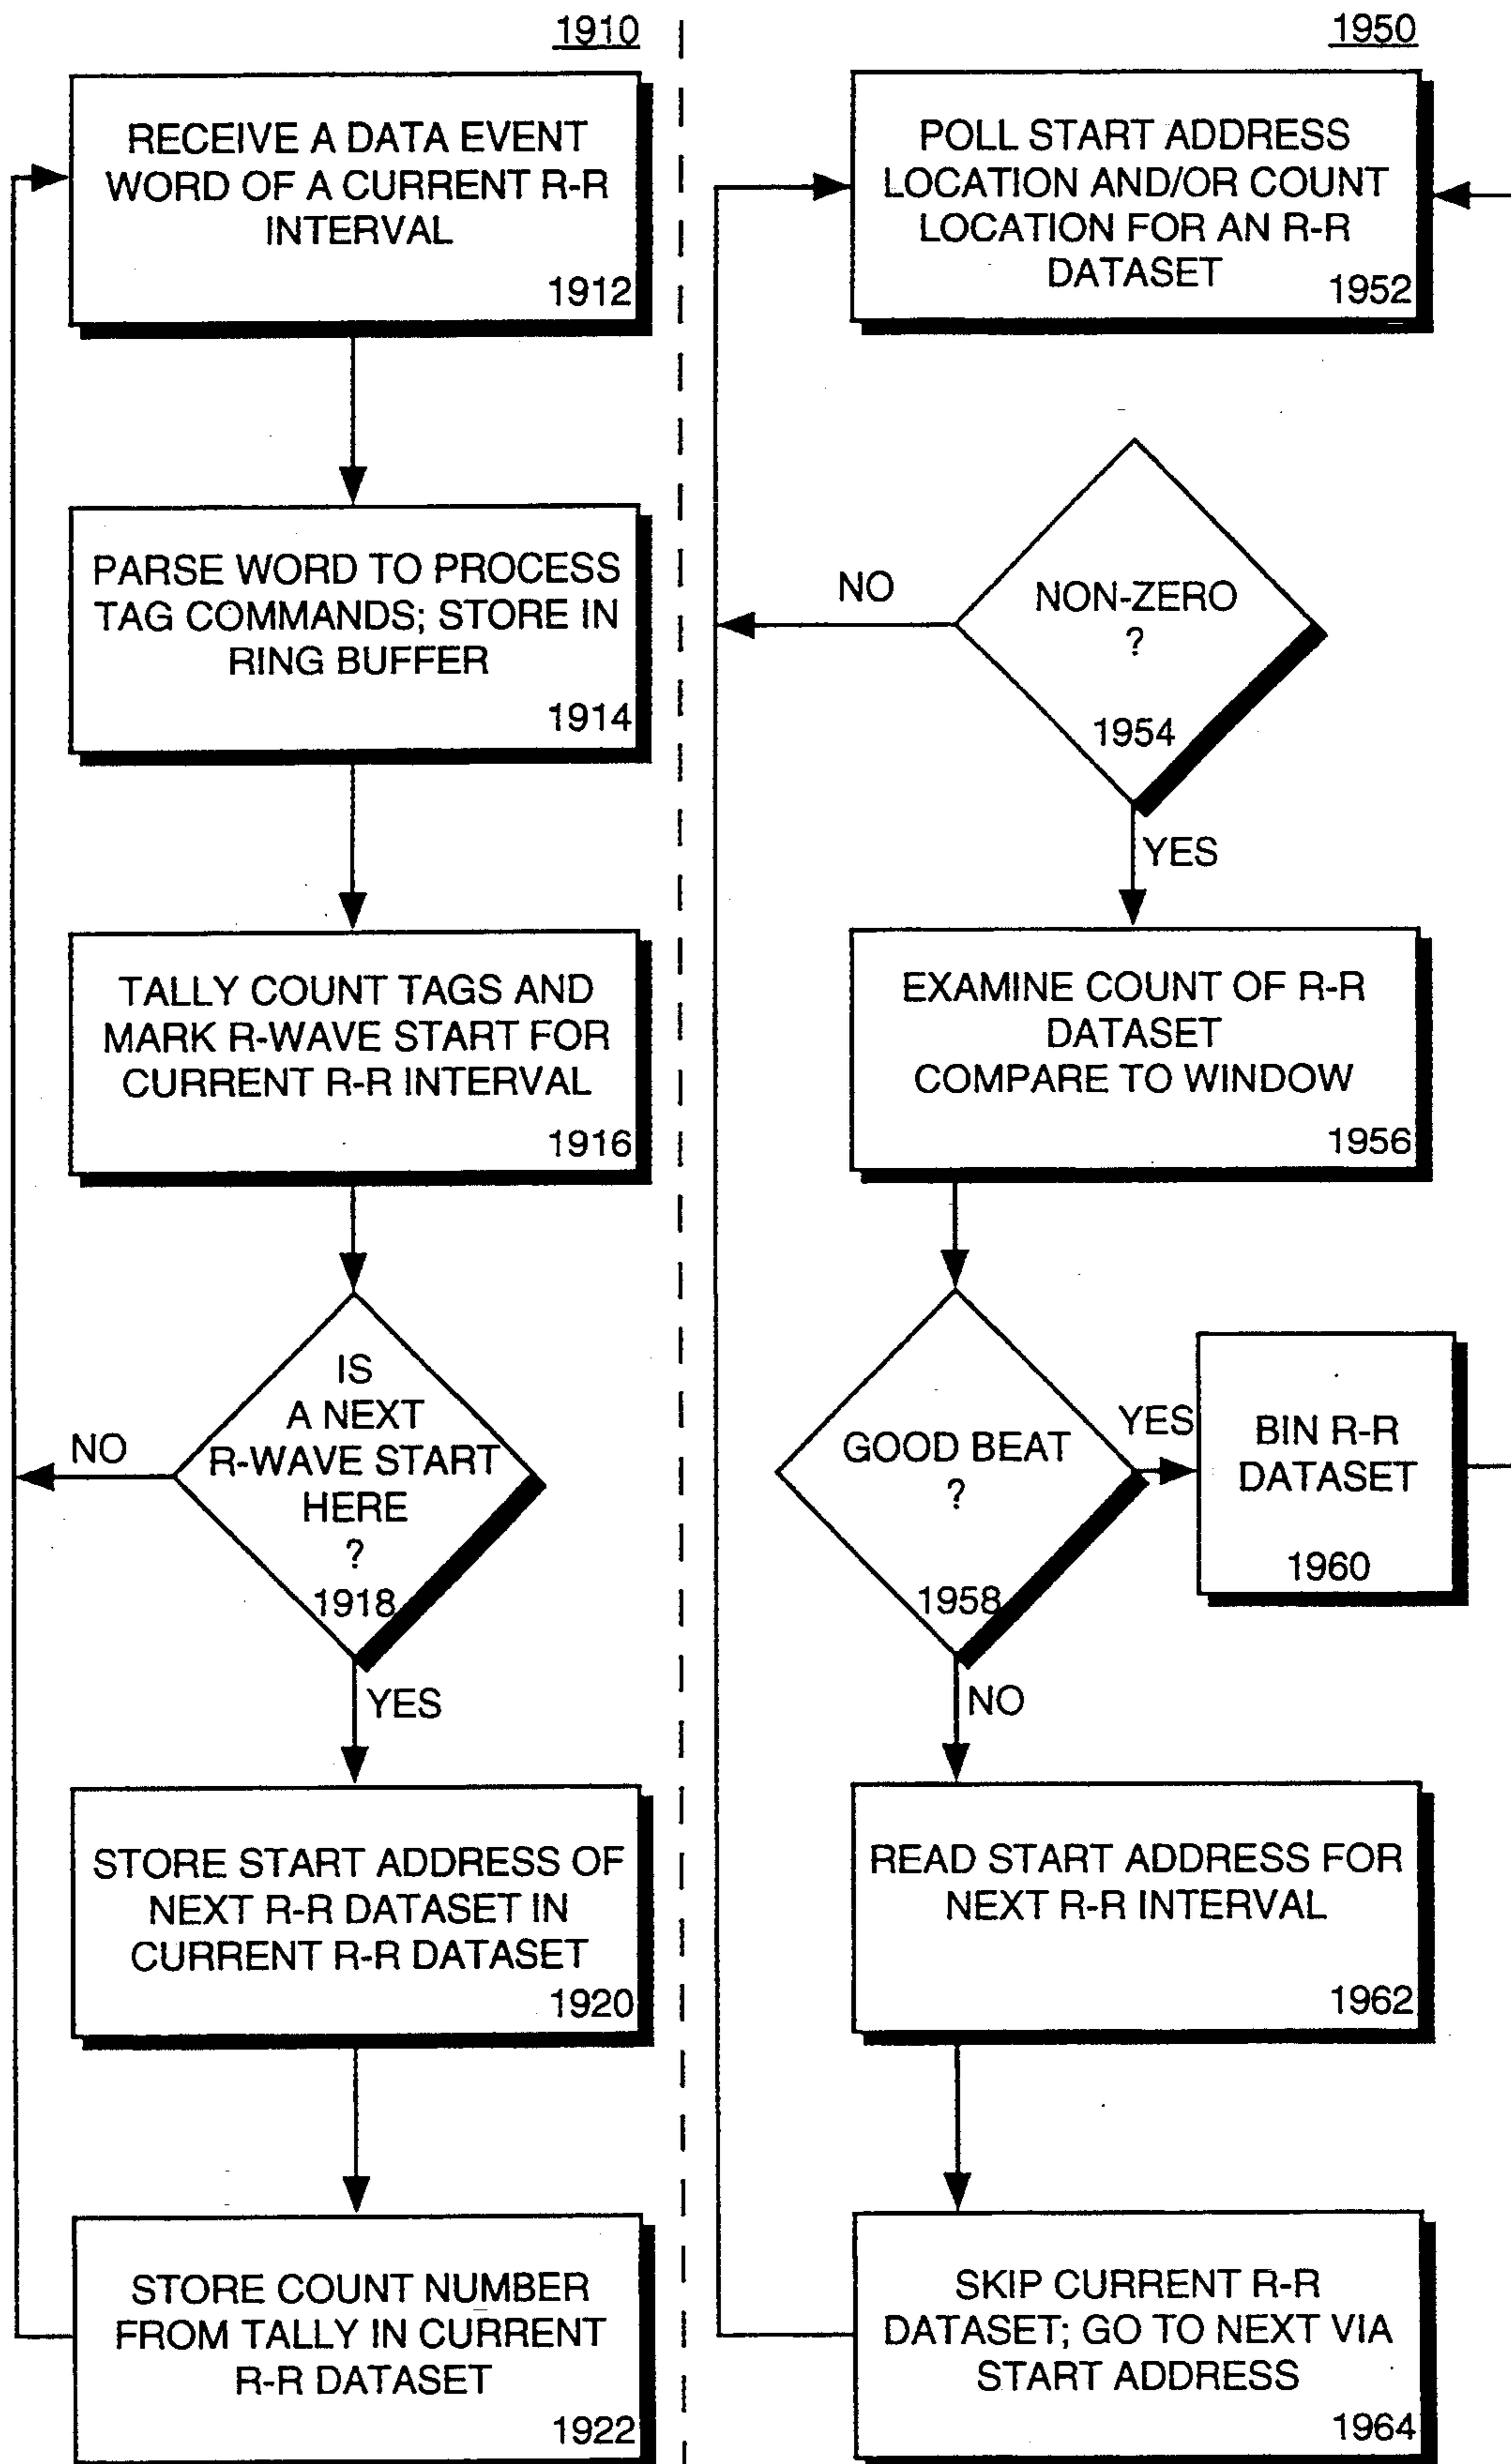 1910
RECEIVE A DATA EVENT
WORD OF A CURRENT R-R
INTERVAL
1912
PARSE WORD TO PROCESS
TAG COMMANDS; STORE IN
RING BUFFER
1914
TALLY COUNT TAGS AND
MARK R-WAVE START FOR
CURRENT R-R INTERVAL
1916
IS
A NEXT
R-WAVE START
HERE
?
1918
NO
YES
STORE START ADDRESS OF
NEXT R-R DATASET IN
CURRENT R-R DATASET
1920
STORE COUNT NUMBER
FROM TALLY IN CURRENT
R-R DATASET
1922
1950
POLL START ADDRESS
LOCATION AND/OR COUNT
LOCATION FOR AN R-R
DATASET
1952
NON-ZERO
?
1954
NO
YES
EXAMINE COUNT OF R-R
DATASET
COMPARE TO WINDOW
1956
GOOD BEAT
?
1958
YES
BIN R-R
DATASET
1960
NO
READ START ADDRESS FOR
NEXT R-R INTERVAL
1962
SKIP CURRENT R-R
DATASET; GO TO NEXT VIA
START ADDRESS
1964